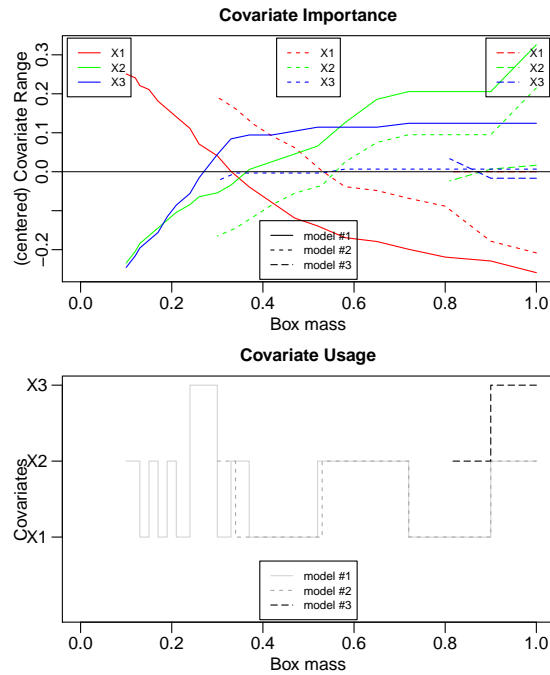 Covariate Importance
(centered) Covariate Range
0.3
0.2
0.1
0.0
-0.2
X1
X2
X3
X1
X2
X3
X1
X2
X3
model #1
model #2
model #3
0.0
0.2
0.4
0.6
0.8
1.0
Box mass
Covariate Usage
Covariates
X3
X2
X1
model #1
model #2
model #3
0.0
0.2
0.4
0.6
0.8
1.0
Box mass